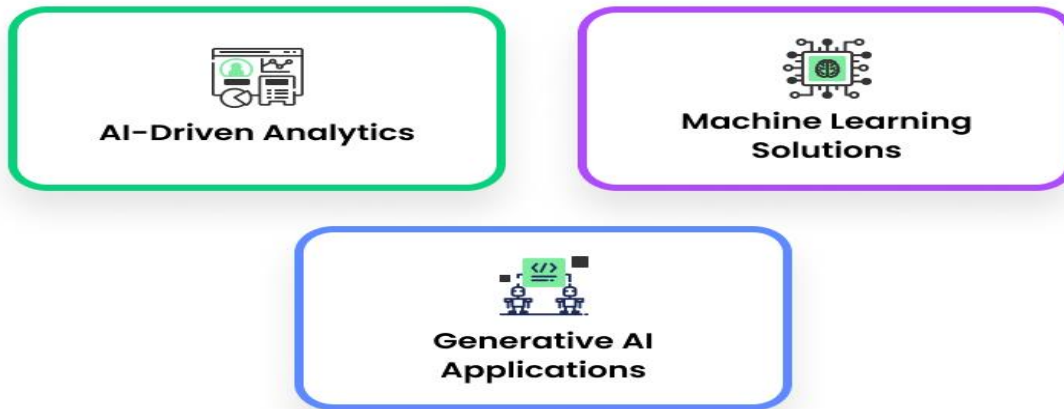 AI-Driven Analytics
Machine Learning
Solutions
</>
Generative AI
Applications